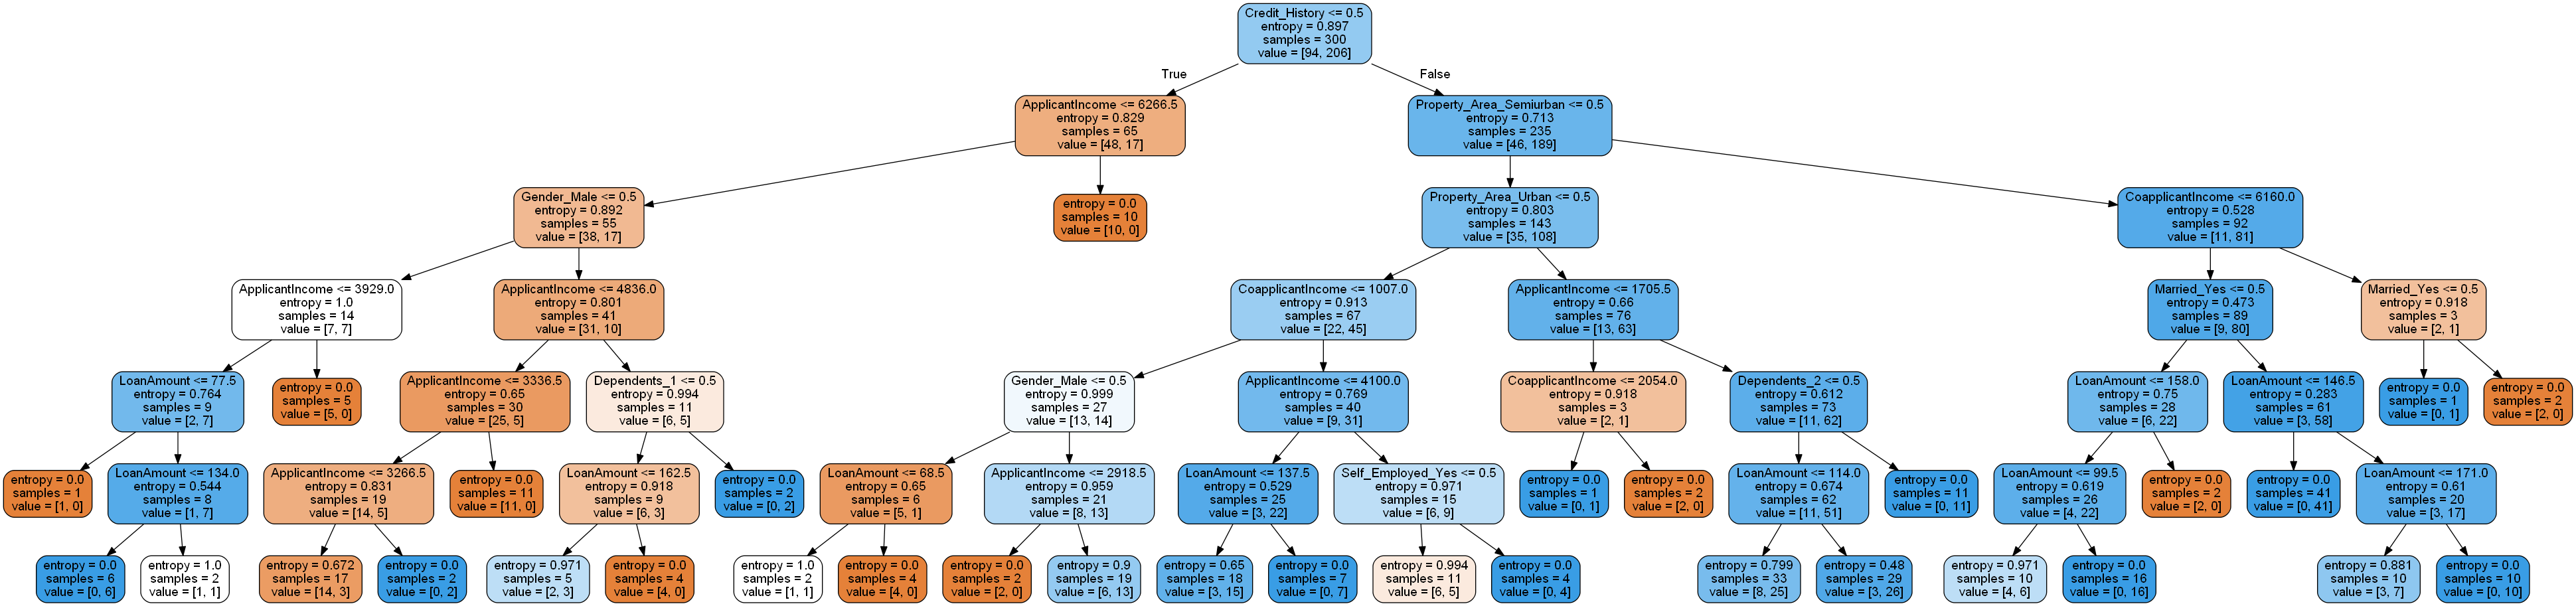 Credit_History <= 0.5
entropy = 0.897
samples = 300
value = [94, 206]
True
False
ApplicantIncome <= 6266.5
entropy = 0.829
samples = 65
value = [48, 17]
Property_Area_Semiurban <= 0.5
entropy = 0.713
samples = 235
value = [46, 189]
Gender_Male <= 0.5
entropy = 0.892
samples = 55
value = [38, 17]
entropy = 0.0
samples = 10
value = [10, 0]
Property_Area_Urban <= 0.5
entropy = 0.803
samples = 143
value = [35, 108]
CoapplicantIncome <= 6160.0
entropy = 0.528
samples = 92
value = [11, 81]
ApplicantIncome <= 3929.0
entropy = 1.0
samples = 14
value = [7, 7]
ApplicantIncome <= 4836.0
entropy = 0.801
samples = 41
value = [31, 10]
CoapplicantIncome <= 1007.0
entropy = 0.913
samples = 67
value = [22, 45]
ApplicantIncome <= 1705.5
entropy = 0.66
samples = 76
value = [13, 63]
Married_Yes <= 0.5
entropy = 0.473
samples = 89
value = [9, 80]
Married_Yes <= 0.5
entropy = 0.918
samples = 3
value = [2, 1]
LoanAmount <= 77.5
entropy = 0.764
samples = 9
value = [2, 7]
entropy = 0.0
samples = 5
value = [5, 0]
ApplicantIncome <= 3336.5
entropy = 0.65
samples = 30
value = [25, 5]
Dependents_1 <= 0.5
entropy = 0.994
samples = 11
value = [6, 5]
Gender_Male <= 0.5
entropy = 0.999
samples = 27
value = [13, 14]
ApplicantIncome <= 4100.0
entropy = 0.769
samples = 40
value = [9, 31]
CoapplicantIncome <= 2054.0
entropy = 0.918
samples = 3
value = [2, 1]
Dependents_2 <= 0.5
entropy = 0.612
samples = 73
value = [11, 62]
LoanAmount <= 158.0
entropy = 0.75
samples = 28
value = [6, 22]
LoanAmount <= 146.5
entropy = 0.283
samples = 61
value = [3, 58]
entropy = 0.0
samples = 1
value = [0, 1]
entropy = 0.0
samples = 2
value = [2, 0]
entropy = 0.0
samples = 1
value = [1, 0]
LoanAmount <= 134.0
entropy = 0.544
samples = 8
value = [1, 7]
ApplicantIncome <= 3266.5
entropy = 0.831
samples = 19
value = [14, 5]
entropy = 0.0
samples = 11
value = [11, 0]
LoanAmount <= 162.5
entropy = 0.918
samples = 9
value = [6, 3]
entropy = 0.0
samples = 2
value = [0, 2]
LoanAmount <= 68.5
entropy = 0.65
samples = 6
value = [5, 1]
ApplicantIncome <= 2918.5
entropy = 0.959
samples = 21
value = [8, 13]
LoanAmount <= 137.5
entropy = 0.529
samples = 25
value = [3, 22]
Self_Employed_Yes <= 0.5
entropy = 0.971
samples = 15
value = [6, 9]
entropy = 0.0
samples = 1
value = [0, 1]
entropy = 0.0
samples = 2
value = [2, 0]
LoanAmount <= 114.0
entropy = 0.674
samples = 62
value = [11, 51]
entropy = 0.0
samples = 11
value = [0, 11]
LoanAmount <= 99.5
entropy = 0.619
samples = 26
value = [4, 22]
entropy = 0.0
samples = 2
value = [2, 0]
entropy = 0.0
samples = 41
value = [0, 41]
LoanAmount <= 171.0
entropy = 0.61
samples = 20
value = [3, 17]
entropy = 0.0
samples = 6
value = [0, 6]
entropy = 1.0
samples = 2
value = [1, 1]
entropy = 0.672
samples = 17
value = [14, 3]
entropy = 0.0
samples = 2
value = [0, 2]
entropy = 0.971
samples = 5
value = [2, 3]
entropy = 0.0
samples = 4
value = [4, 0]
entropy = 1.0
samples = 2
value = [1, 1]
entropy = 0.0
samples = 4
value = [4, 0]
entropy = 0.0
samples = 2
value = [2, 0]
entropy = 0.9
samples = 19
value = [6, 13]
entropy = 0.65
samples = 18
value = [3, 15]
entropy = 0.0
samples = 7
value = [0, 7]
entropy = 0.994
samples = 11
value = [6, 5]
entropy = 0.0
samples = 4
value = [0, 4]
entropy = 0.799
samples = 33
value = [8, 25]
entropy = 0.48
samples = 29
value = [3, 26]
entropy = 0.971
samples = 10
value = [4, 6]
entropy = 0.0
samples = 16
value = [0, 16]
entropy = 0.881
samples = 10
value = [3, 7]
entropy = 0.0
samples = 10
value = [0, 10]